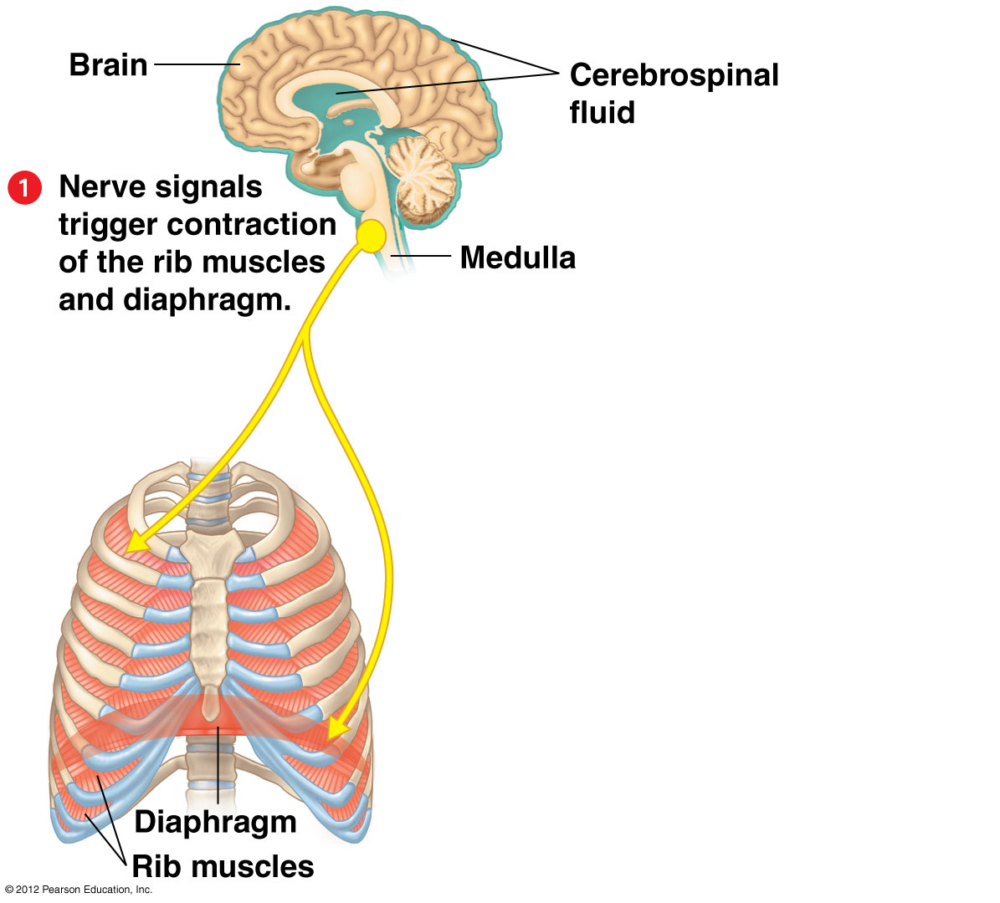 Brain
Cerebrospinal
fluid
1 Nerve signals
trigger contraction
of the rib muscles
and diaphragm.
Medulla
Diaphragm
Rib muscles
© 2012 Pearson Education, Inc.